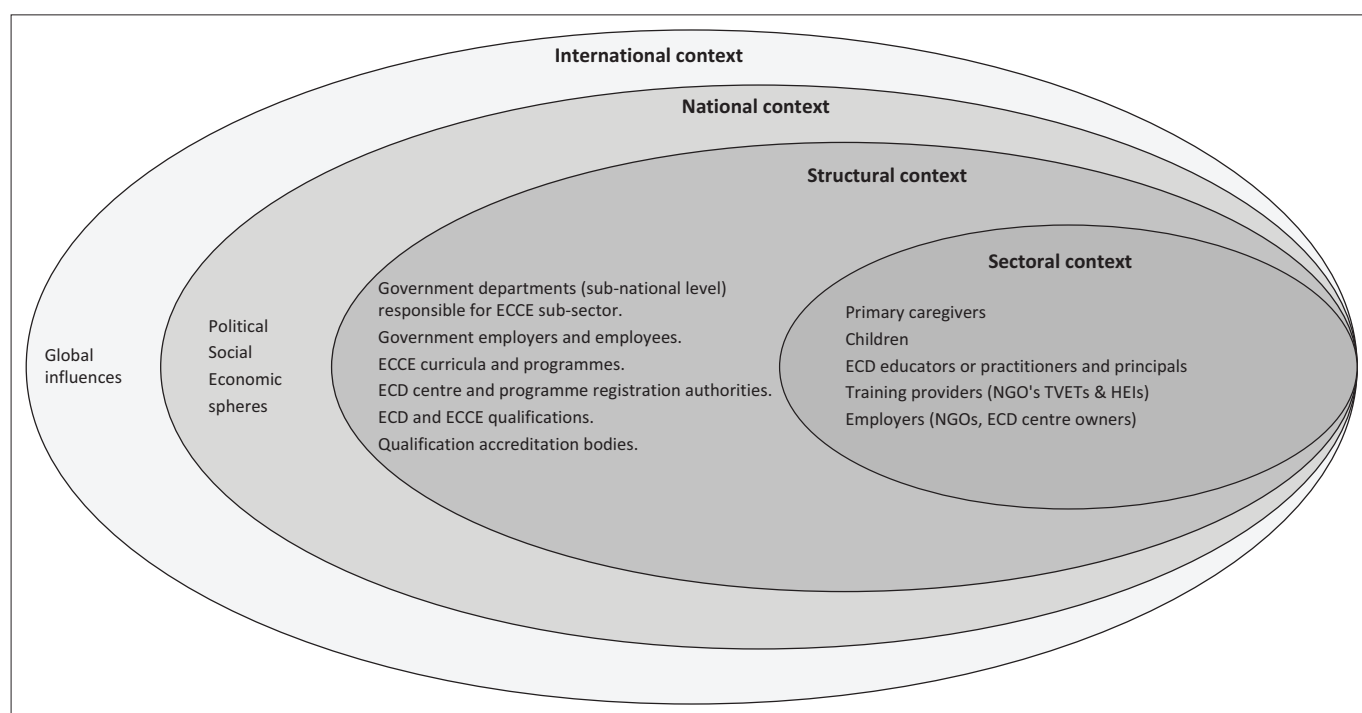 International context
National context
Structural context
Sectoral context
Global
influences
Political
Social
Economic
spheres
Government departments (sub-national level)
responsible for ECCE sub-sector.
Government employers and employees.
ECCE curricula and programmes.
ECD centre and programme registration authorities.
ECD and ECCE qualifications.
Qualification accreditation bodies.
Primary caregivers
Children
ECD educators or practitioners and principals
Training providers (NGO's TVETs & HEIs)
Employers (NGOs, ECD centre owners)